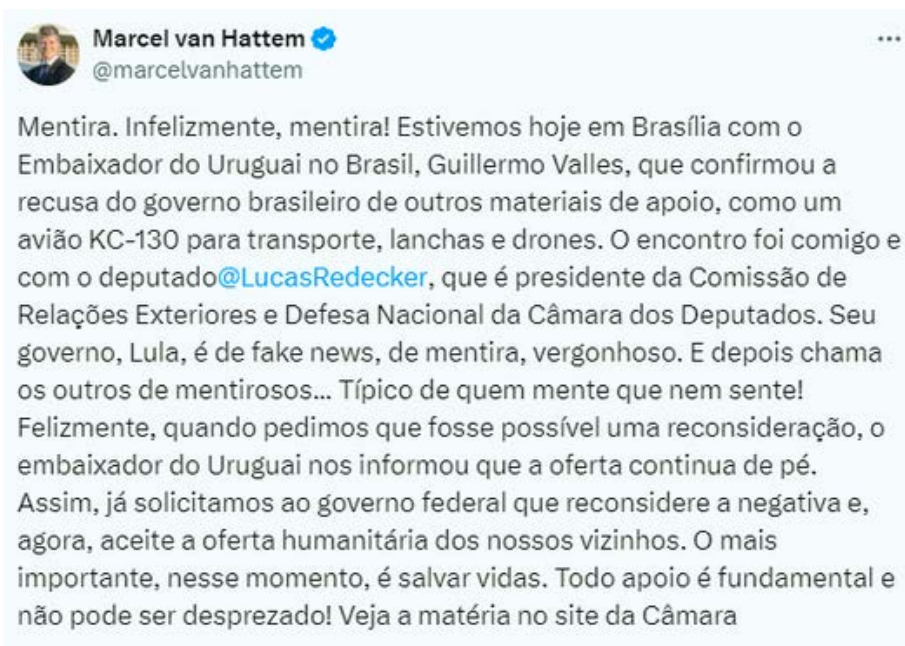 Marcel van Hattem
@marcelvanhattem
Mentira. Infelizmente, mentira! Estivemos hoje em Brasília com o
Embaixador do Uruguai no Brasil, Guillermo Valles, que confirmou a
recusa do governo brasileiro de outros materiais de apoio, como um
avião KC-130 para transporte, lanchas e drones. O encontro foi comigo e
com o deputado@LucasRedecker, que é presidente da Comissão de
Relações Exteriores e Defesa Nacional da Câmara dos Deputados. Seu
governo, Lula, é de fake news, de mentira, vergonhoso. E depois chama
os outros de mentirosos... Típico de quem mente que nem sente!
Felizmente, quando pedimos que fosse possível uma reconsideração, o
embaixador do Uruguai nos informou que a oferta continua de pé.
Assim, já solicitamos ao governo federal que reconsidere a negativa e,
agora, aceite a oferta humanitária dos nossos vizinhos. O mais
importante, nesse momento, é salvar vidas. Todo apoio é fundamental e
não pode ser desprezado! Veja a matéria no site da Câmara